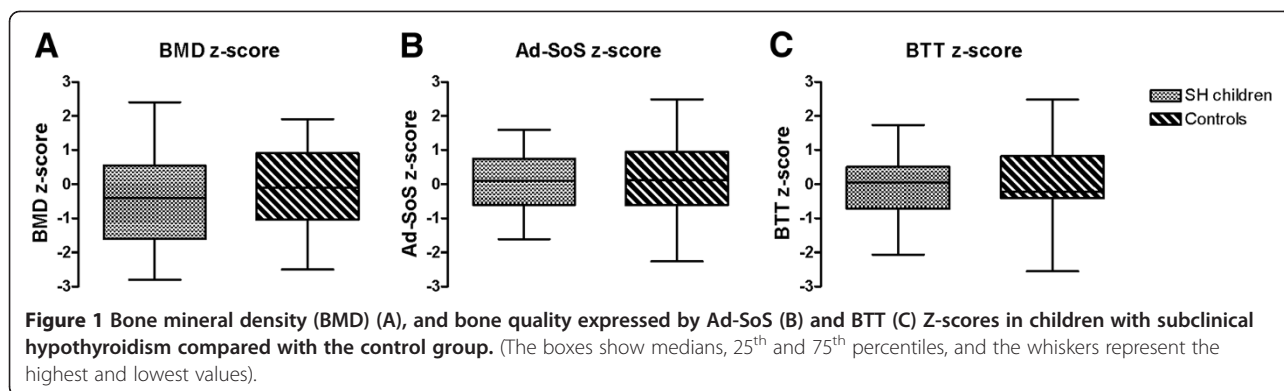 A
BMD z-score
B
Ad-SoS z-score
C
BTT z-score
BMD z-score
3
2
1
0
-1
-2
-3
Ad-SoS z-score
3
2
1
0
-1
-2
-3
BTT z-score
3
2
1
0
-1
-2
-3
SH children
Controls
Figure 1 Bone mineral density (BMD) (A), and bone quality expressed by Ad-SoS (B) and BTT (C) Z-scores in children with subclinical
hypothyroidism compared with the control group. (The boxes show medians, 25th and 75th percentiles, and the whiskers represent the
highest and lowest values).